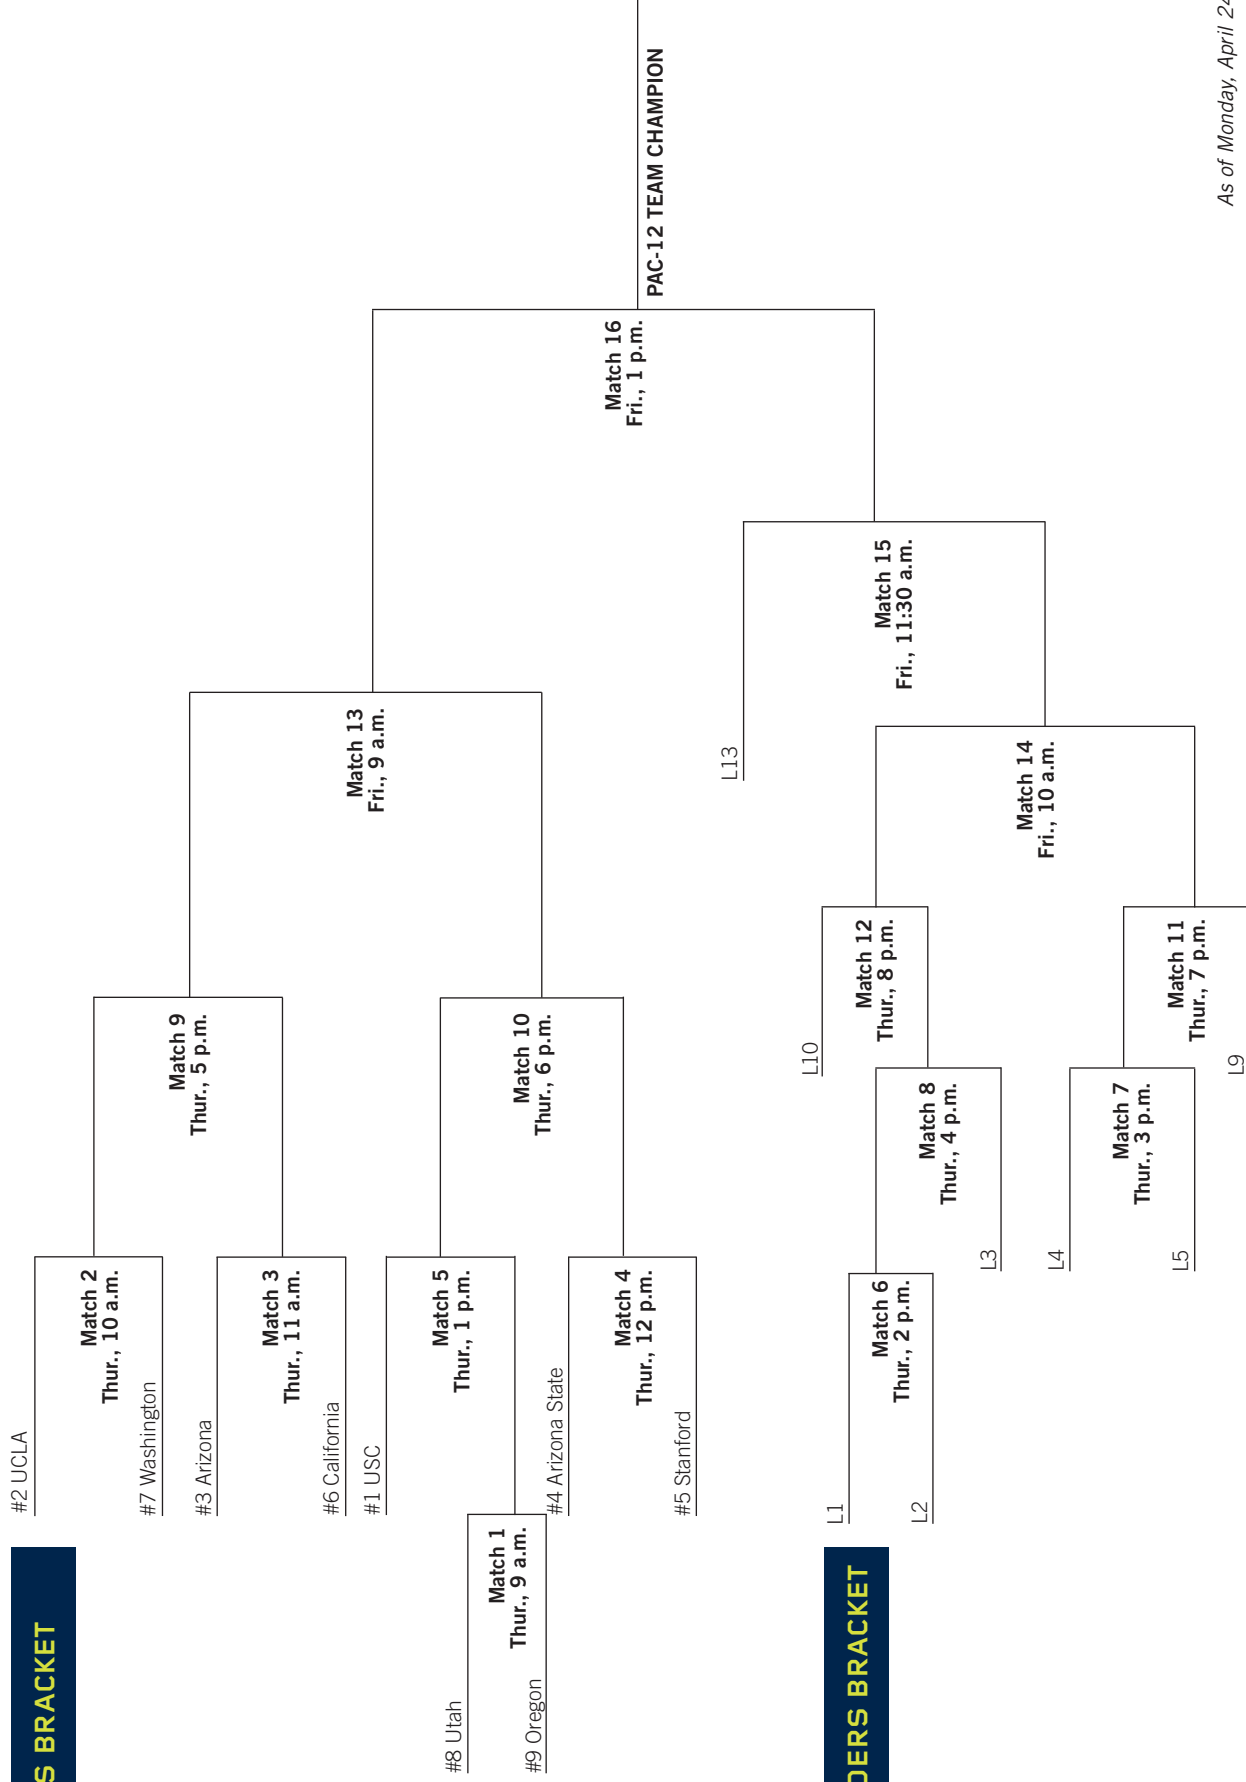 S BRACKET
#2 UCLA
Match 2
Thur., 10 a.m.
#7 Washington
Match 9
Thur., 5 p.m.
#3 Arizona
Match 3
Thur., 11 a.m.
#6 California
Match 13
Fri., 9 a.m.
#1 USC
Match 5
Thur., 1 p.m.
#8 Utah
Match 1
Thur., 9 a.m.
#9 Oregon
Match 10
Thur., 6 p.m.
#4 Arizona State
Match 4
Thur., 12 p.m.
#5 Stanford
Match 16
Fri., 1 p.m.
PAC-12 TEAM CHAMPION
DERS BRACKET
L13
Match 15
Fri., 11:30 a.m.
L10
Match 12
Thur., 8 p.m.
L1
Match 6
Thur., 2 p.m.
L2
Match 8
Thur., 4 p.m.
L3
Match 14
Fri., 10 a.m.
L4
Match 7
Thur., 3 p.m.
L5
Match 11
Thur., 7 p.m.
L9
As of Monday, April 24